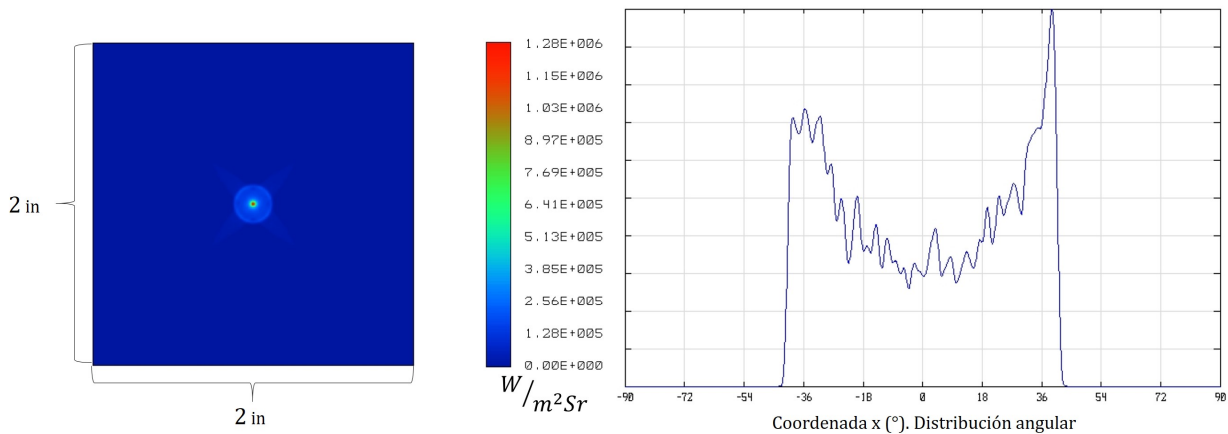 2 in
2 in
1.28E+006
1.15E+006
1.03E+006
8.97E+005
7.69E+005
6.41E+005
5.13E+005
3.85E+005
2.56E+005
1.28E+005
0.00E+000
W/m²Sr
-90 -72 -54 -36 -18 0 18 36 54 72 90
Coordenada x (°). Distribución angular